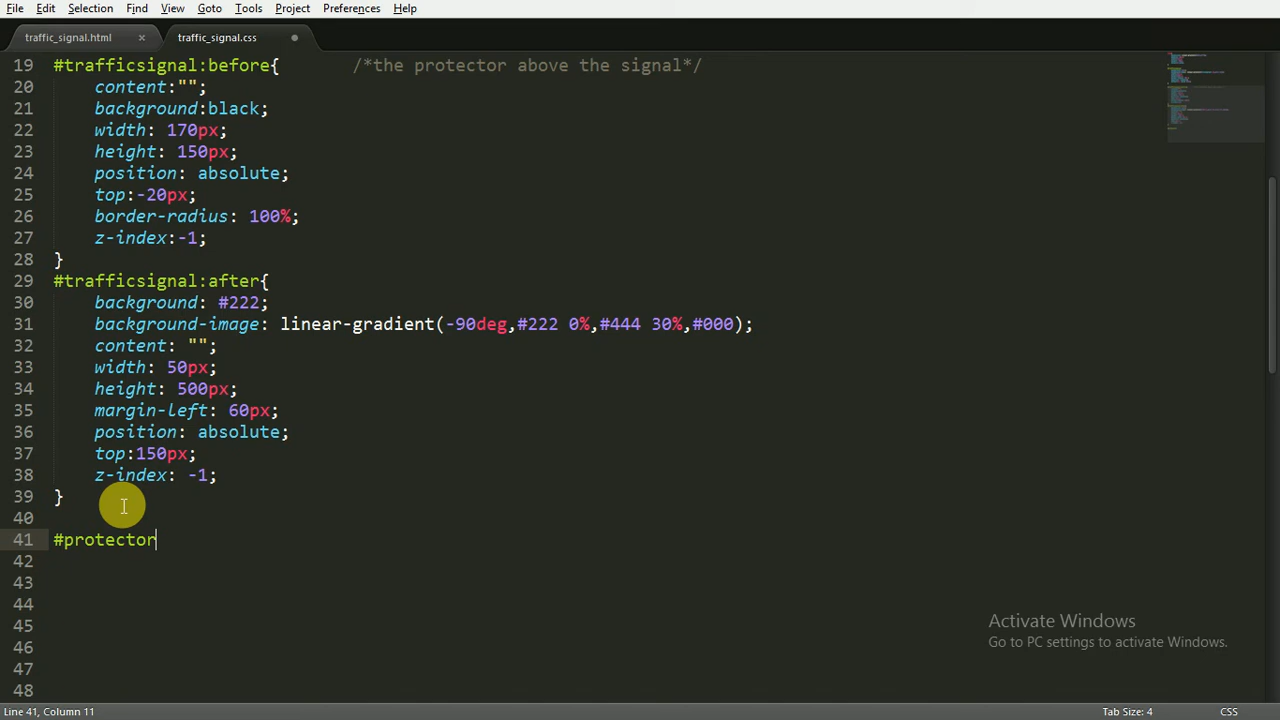 File Edit Selection Find View Goto Tools Project Preferences Help
traffic_signal.html × traffic_signal.css
19 #trafficsignal:before{ /*the protector above the signal*/
20 content:"";
21 background:black;
22 width: 170px;
23 height: 150px;
24 position: absolute;
25 top:-20px;
26 border-radius: 100%;
27 z-index:-1;
28 }
29 #trafficsignal:after{
30 background: #222;
31 background-image: linear-gradient(-90deg,#222 0%,#444 30%,#000);
32 content: "";
33 width: 50px;
34 height: 500px;
35 margin-left: 60px;
36 position: absolute;
37 top:150px;
38 z-index: -1;
39 }
40
41 #protector
42
43
44
45
46
47
48
Activate Windows
Go to PC settings to activate Windows.
Line 41, Column 11 Tab Size: 4 CSS